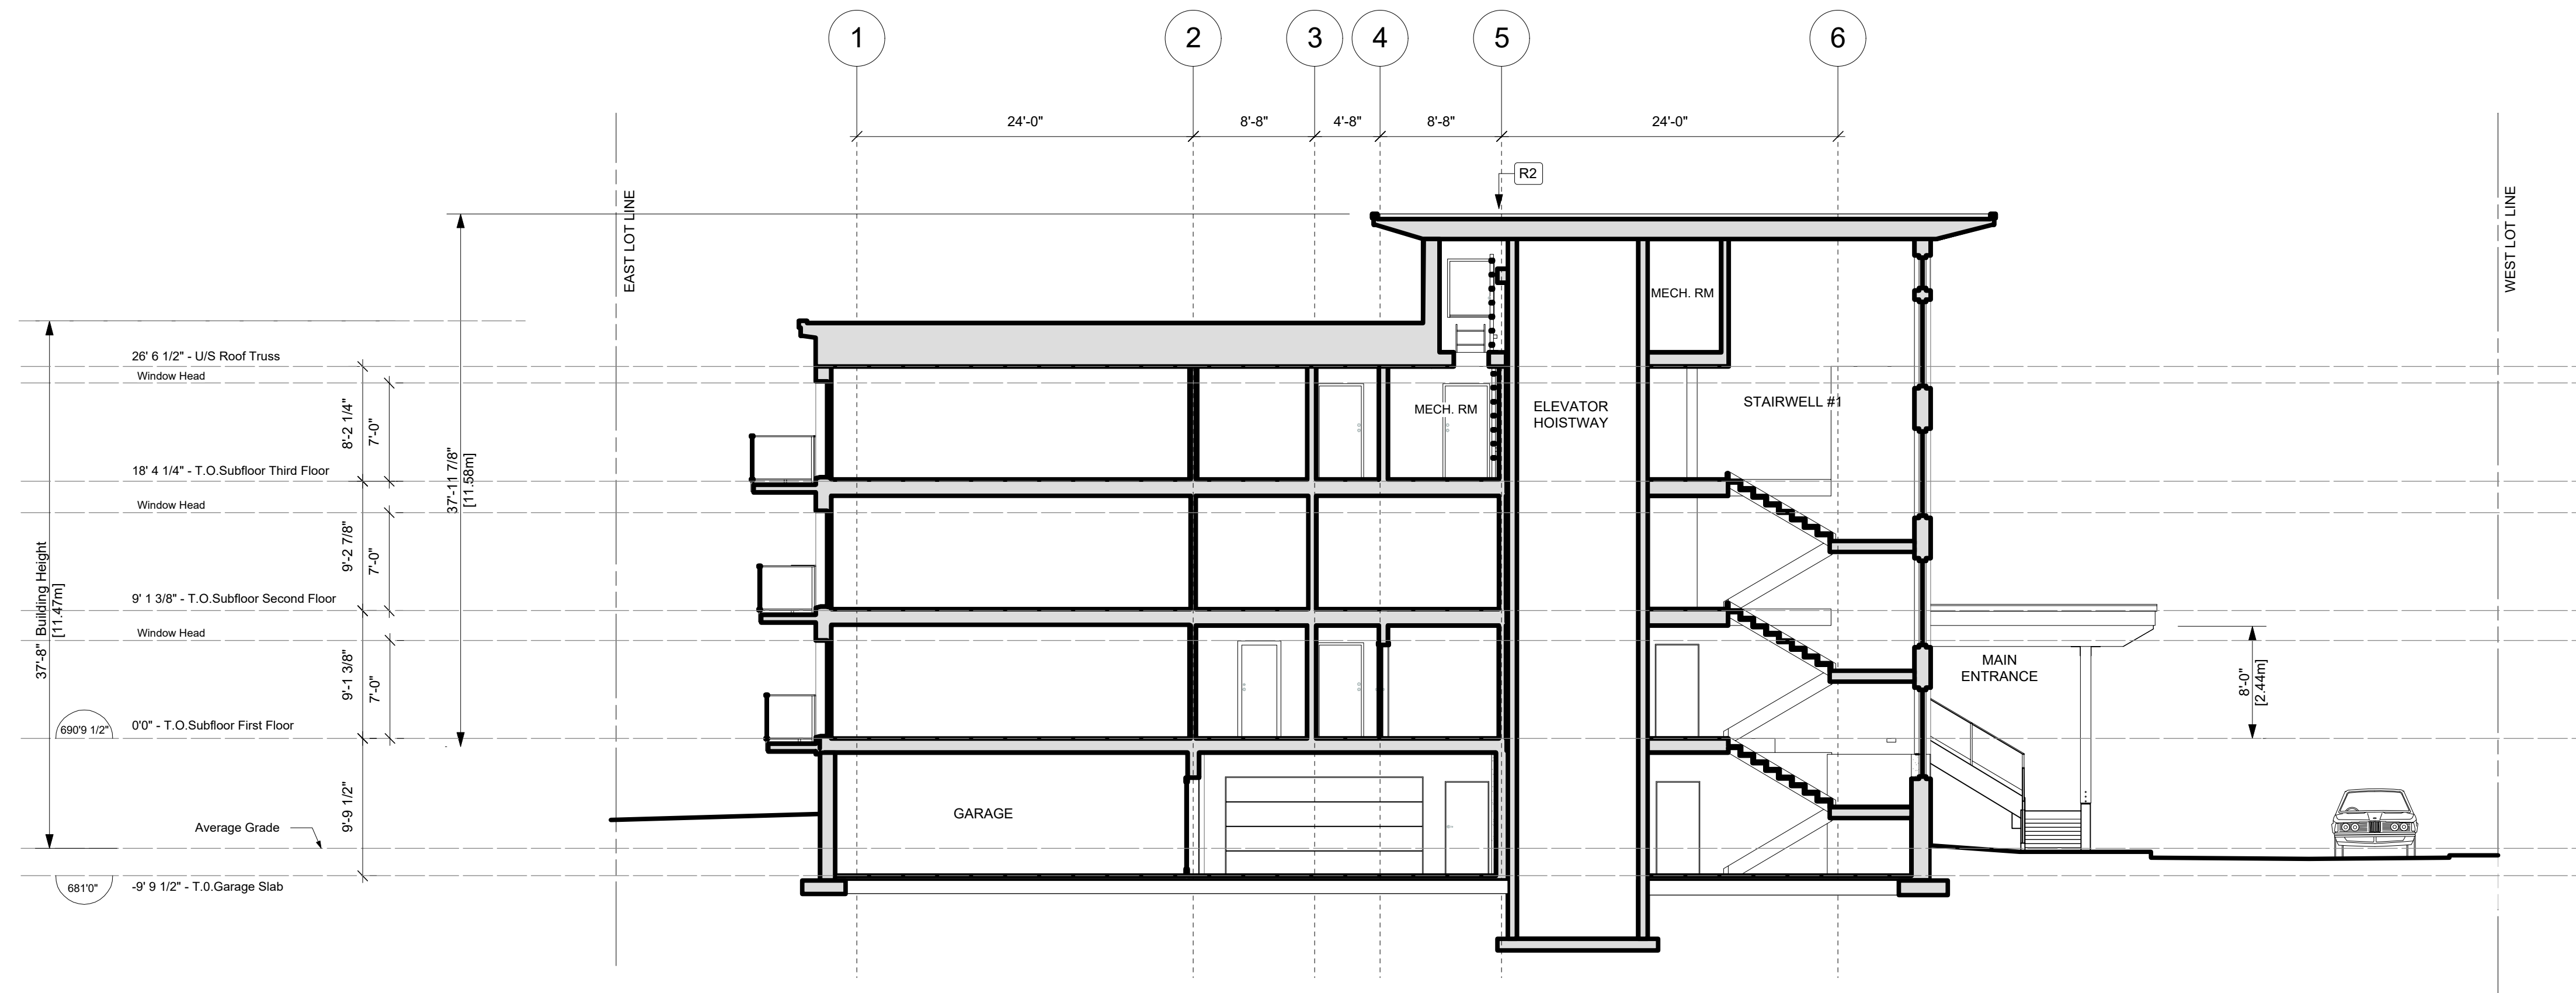 1
2
3
4
5
6
24'-0"
8'-8"
4'-8"
8'-8"
24'-0"
R2
EAST LOT LINE
WEST LOT LINE
MECH. RM
26' 6 1/2" - U/S Roof Truss
Window Head
8'-2 1/4"
7'-0"
MECH. RM
ELEVATOR
HOISTWAY
STAIRWELL #1
18' 4 1/4" - T.O.Subfloor Third Floor
37'-11 7/8"
[11.58m]
Window Head
9'-2 7/8"
7'-0"
37'-8" Building Height
[11.47m]
9' 1 3/8" - T.O.Subfloor Second Floor
Window Head
9'-1 3/8"
7'-0"
MAIN
ENTRANCE
8'-0"
[2.44m]
690'9 1/2"
0'0" - T.O.Subfloor First Floor
9'-9 1/2"
GARAGE
Average Grade
681'0"
-9' 9 1/2" - T.0.Garage Slab